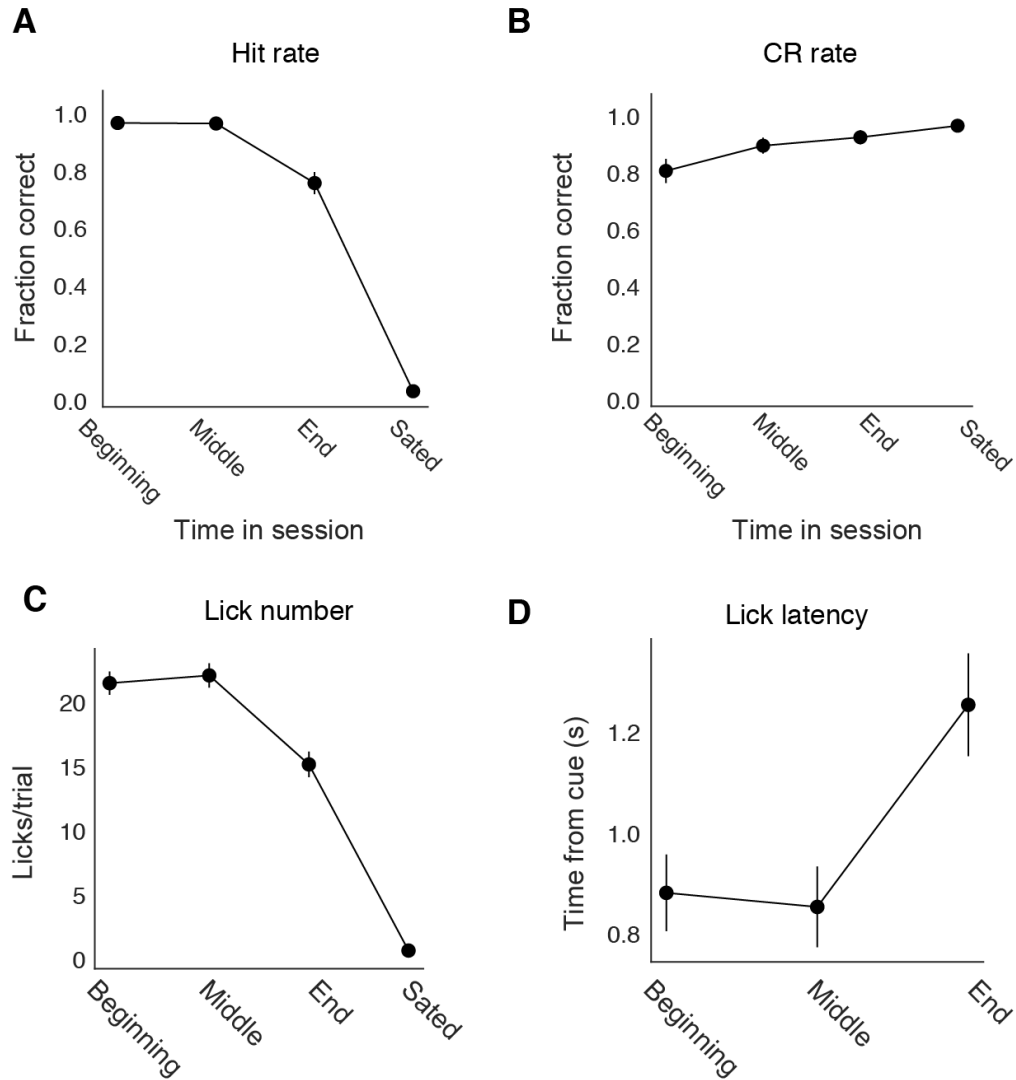 A
Hit rate
Fraction correct
1.0
0.8
0.6
0.4
0.2
0.0
Beginning
Middle
End
Sated
Time in session
B
CR rate
Fraction correct
1.0
0.8
0.6
0.4
0.2
0.0
Beginning
Middle
End
Sated
Time in session
C
Lick number
Licks/trial
20
15
10
5
0
Beginning
Middle
End
Sated
D
Lick latency
Time from cue (s)
1.2
1.0
0.8
Beginning
Middle
End